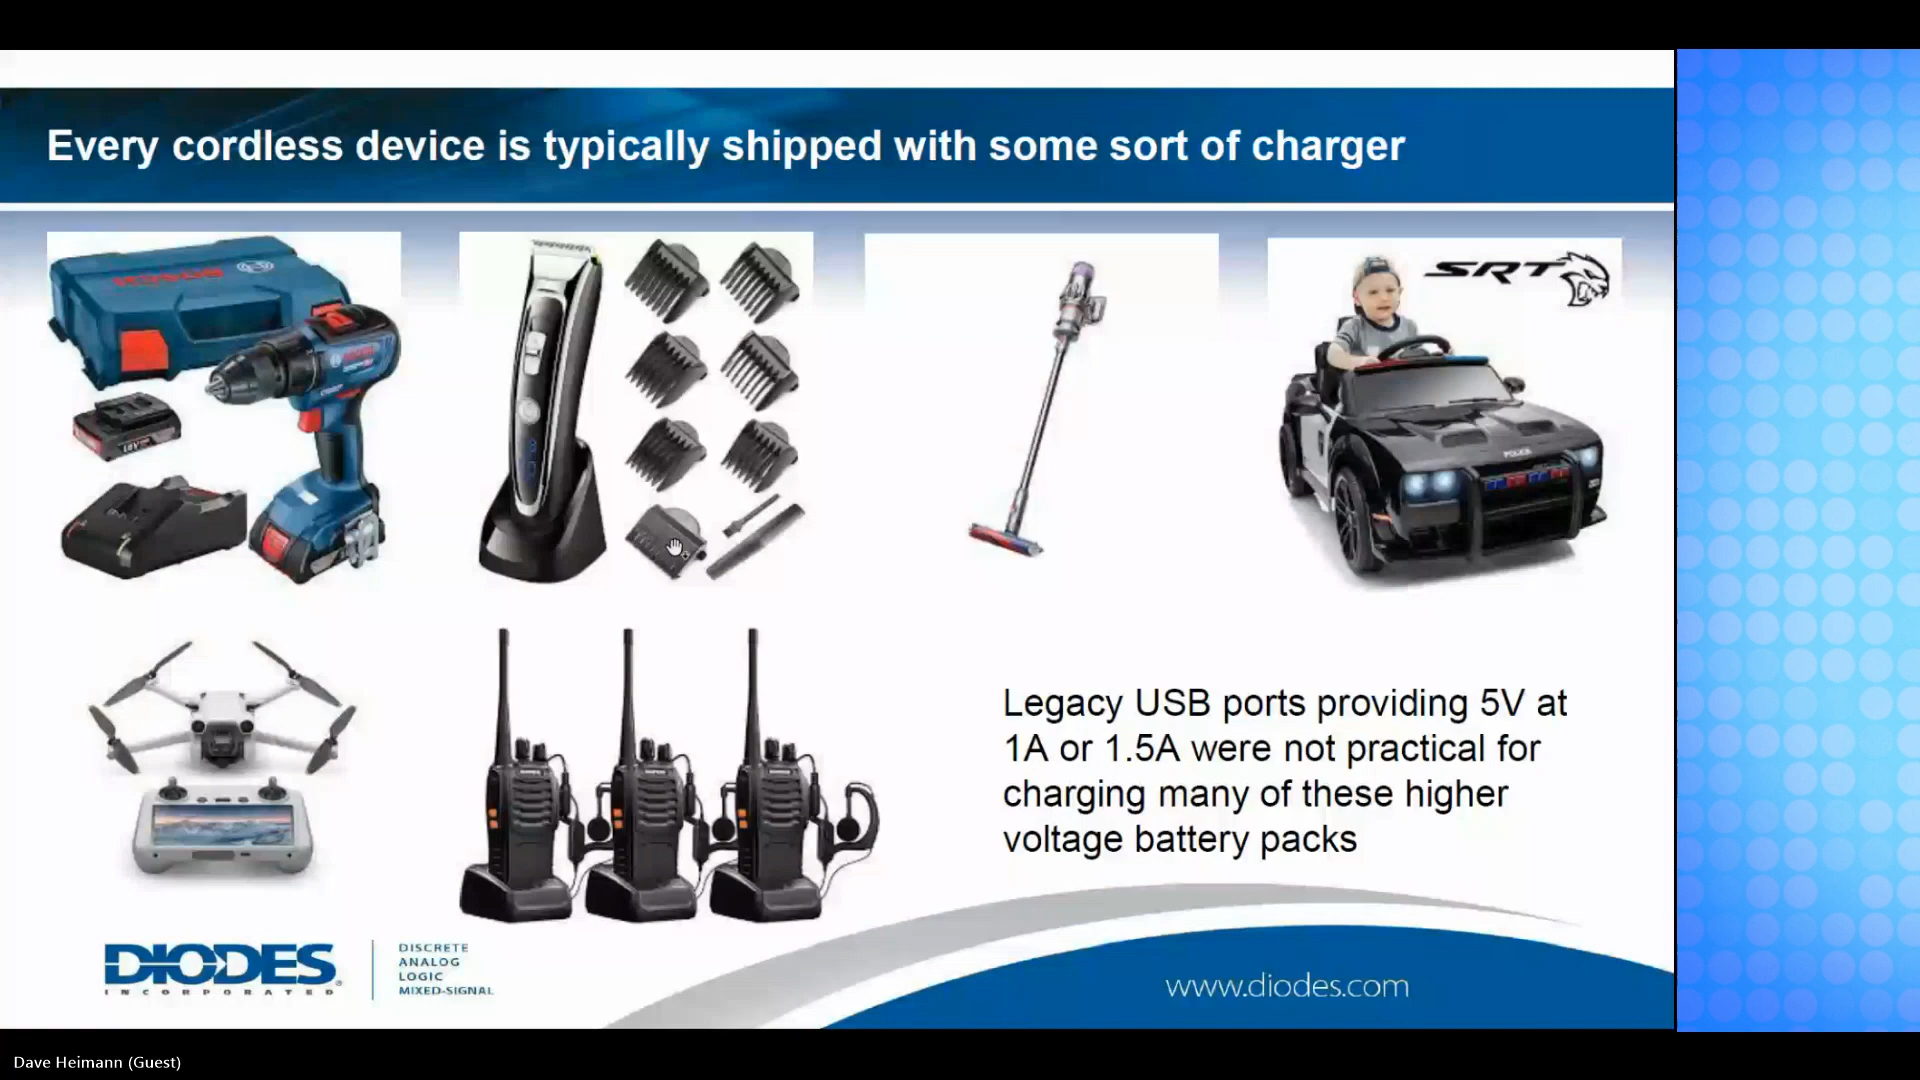 Every cordless device is typically shipped with some sort of charger
BOSCH
SRT
POLICE
Legacy USB ports providing 5V at
1A or 1.5A were not practical for
charging many of these higher
voltage battery packs
DIODES
INCORPORATED
DISCRETE
ANALOG
LOGIC
MIXED-SIGNAL
www.diodes.com
Dave Heimann (Guest)